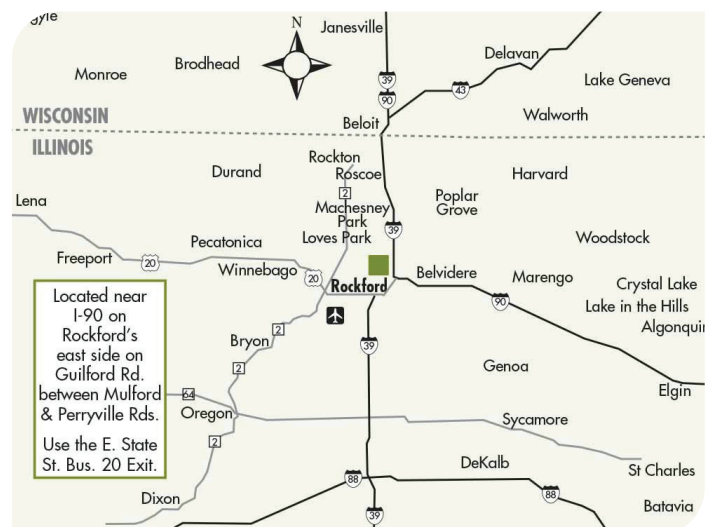 gyle
N
Janesville
Monroe
Brodhead
Delavan
Lake Geneva
39
90
43
WISCONSIN
Beloit
Walworth
ILLINOIS
Durand
Rockton
Roscoe
Harvard
2
Machesney
Park
Poplar
Grove
Lena
39
Loves Park
Woodstock
Pecatonica
Freeport
20
Winnebago
20
Rockford
Belvidere
Marengo
Crystal Lake
90
Lake in the Hills
Algonquin
Located near
I-90 on
Rockford's
east side on
Guilford Rd.
between Mulford
& Perryville Rds.
Use the E. State
St. Bus. 20 Exit.
2
Bryon
39
2
Genoa
Elgin
64
Oregon
Sycamore
2
DeKalb
St Charles
88
88
Dixon
39
Batavia